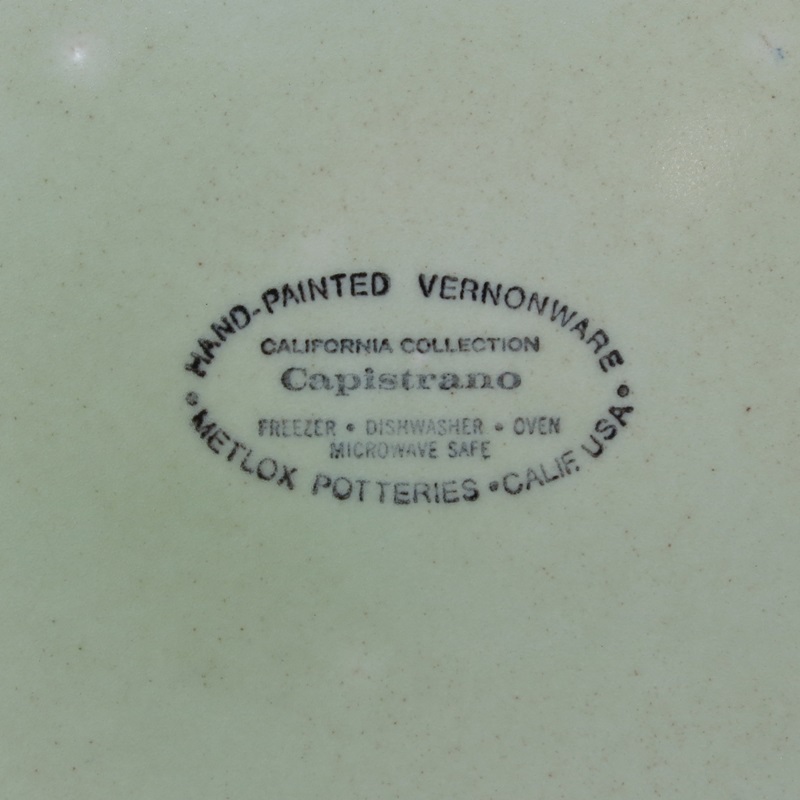 HAND-PAINTED VERNONWARE
CALIFORNIA COLLECTION
Capistrano
FREEZER • DISHWASHER • OVEN
MICROWAVE SAFE
• METLOX POTTERIES • CALIF. USA •